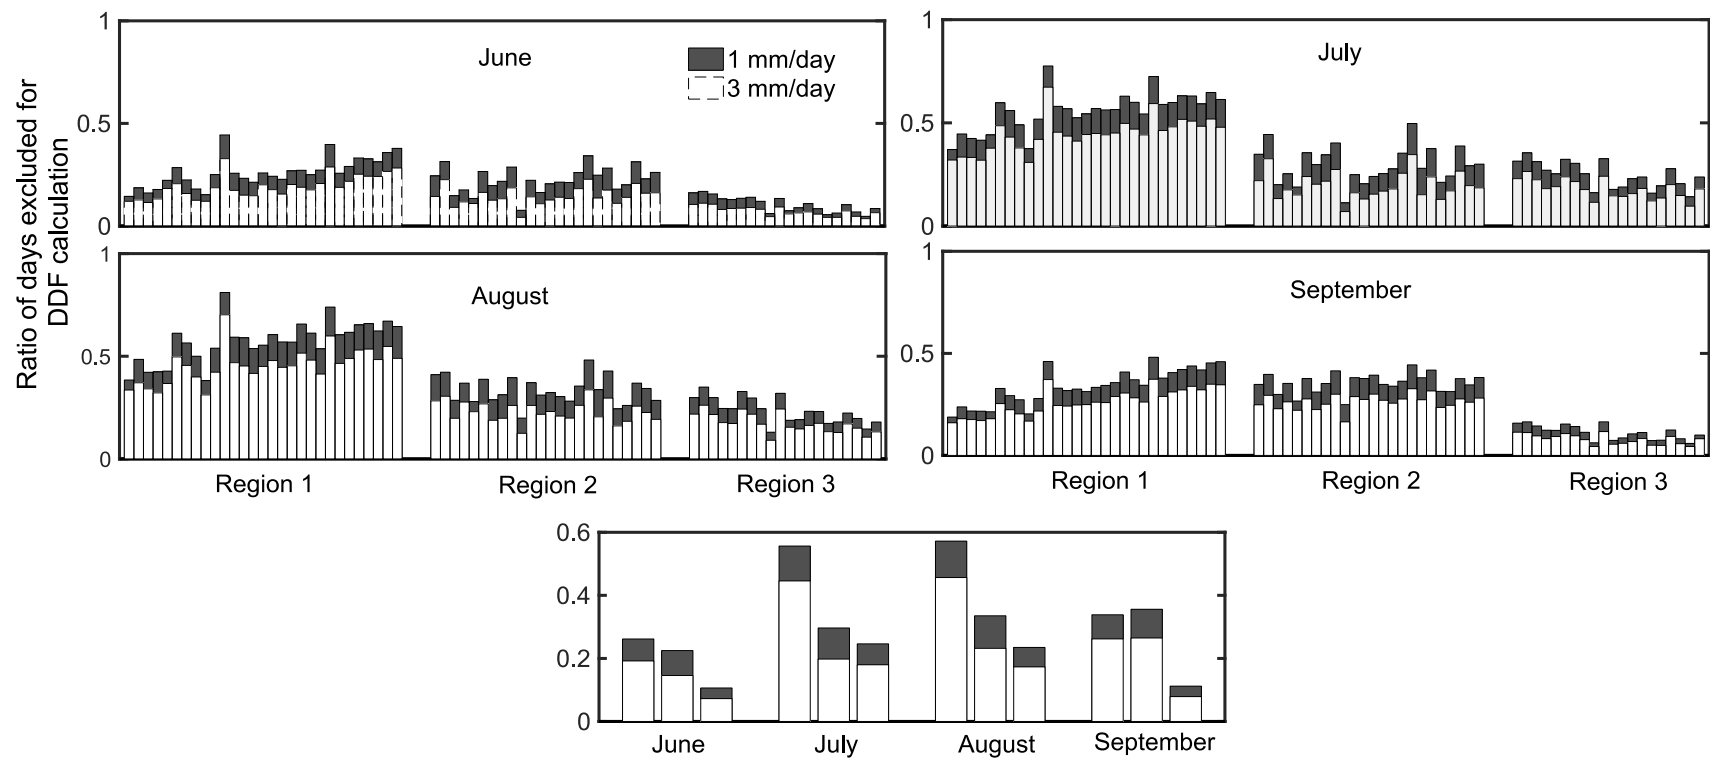 Ratio of days excluded for
DDF calculation
1
0.5
0
June
1 mm/day
3 mm/day
1
0.5
0
July
1
0.5
0
August
Region 1
Region 2
Region 3
1
0.5
0
September
Region 1
Region 2
Region 3
0.6
0.4
0.2
0
June
July
August
September